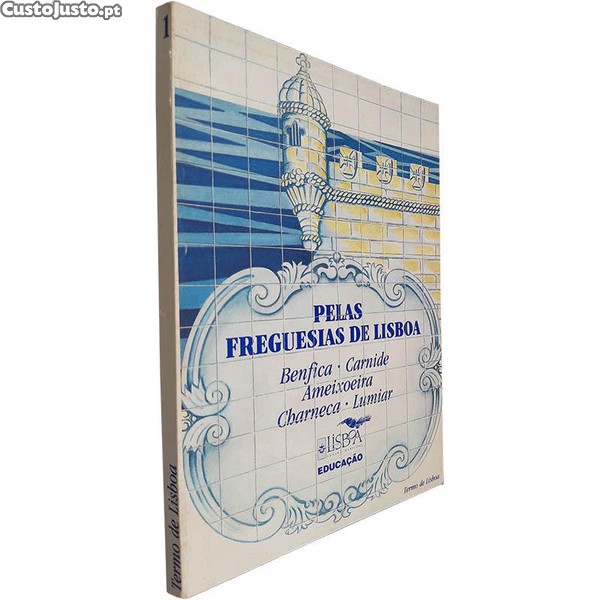 CustoJusto.pt
1
Termo de Lisboa
PELAS
FREGUESIAS DE LISBOA
Benfica · Carnide
Ameixoeira
Charneca · Lumiar
LISBOA
EDUCAÇÃO
Termo de Lisboa